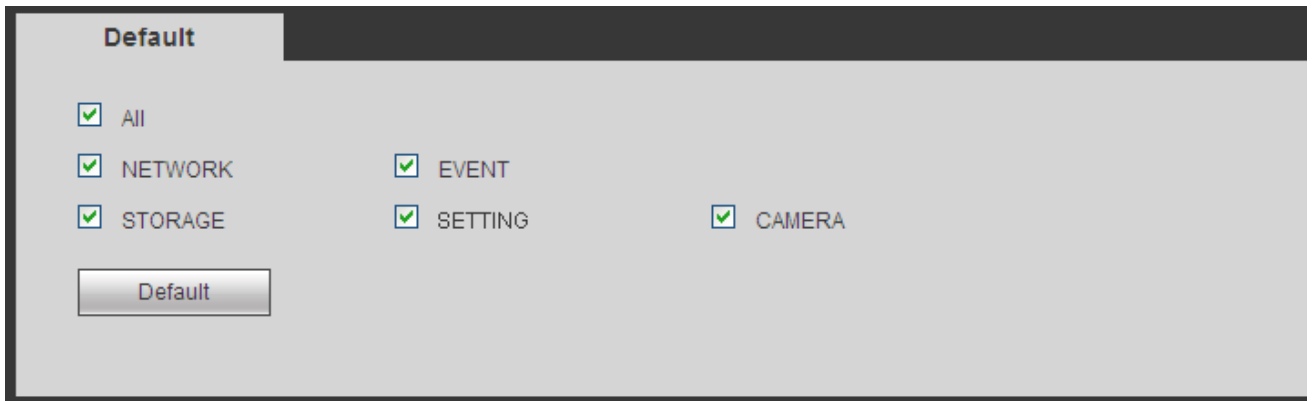 Default
All
NETWORK EVENT
STORAGE SETTING CAMERA
Default